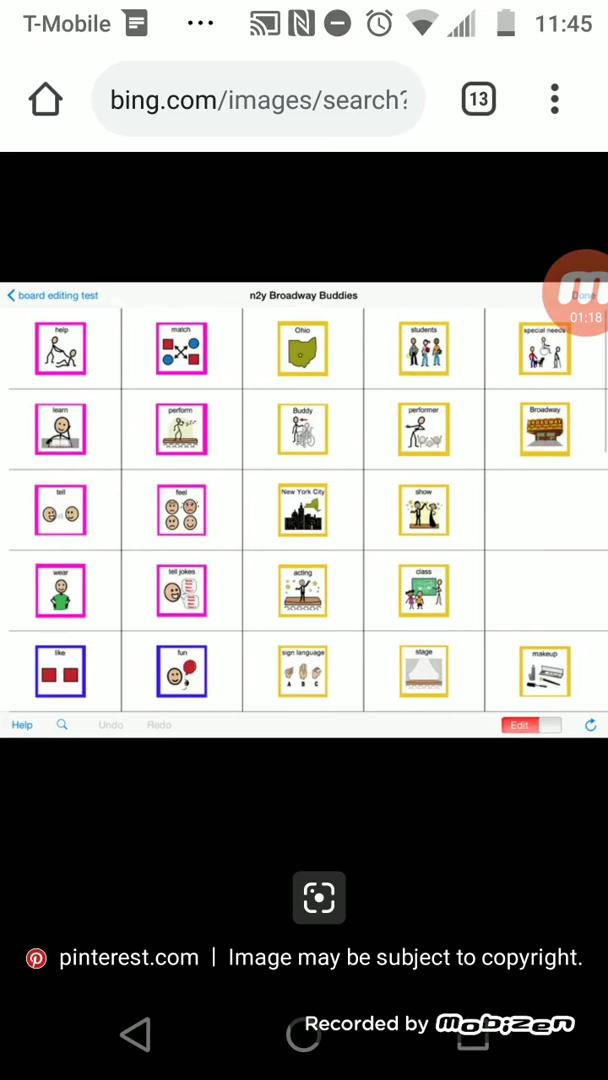 T-Mobile ... 11:45
bing.com/images/search?
13
board editing test n2y Broadway Buddies Done
01:18
help match Ohio students special needs
learn perform Buddy performer Broadway
tell feel New York City show
wear tell jokes acting class
like fun sign language stage makeup
A B C
Help Undo Redo Edit
pinterest.com | Image may be subject to copyright.
Recorded by mobizen